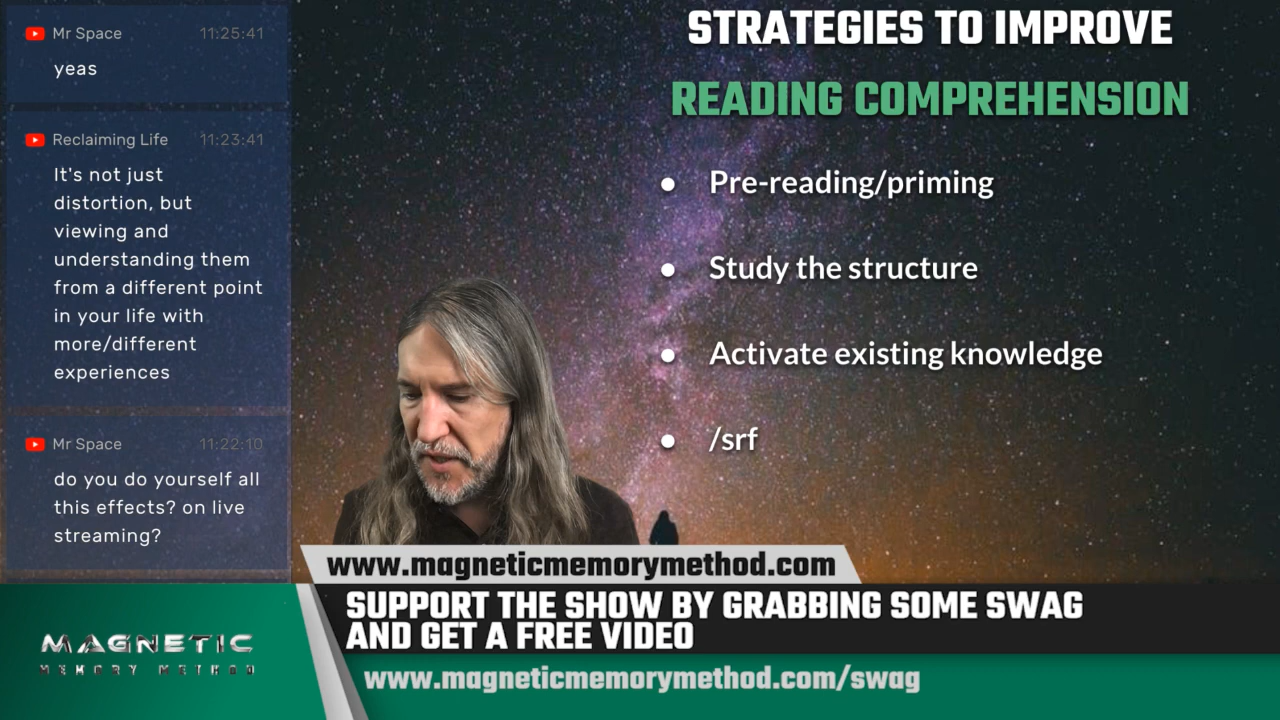 Mr Space 11:25:41
yeas
Reclaiming Life 11:23:41
It's not just
distortion, but
viewing and
understanding them
from a different point
in your life with
more/different
experiences
Mr Space 11:22:10
do you do yourself all
this effects? on live
streaming?
STRATEGIES TO IMPROVE
READING COMPREHENSION
• Pre-reading/priming
• Study the structure
• Activate existing knowledge
• /srf
www.magneticmemorymethod.com
SUPPORT THE SHOW BY GRABBING SOME SWAG
AND GET A FREE VIDEO
www.magneticmemorymethod.com/swag
MAGNETIC
MEMORY METHOD